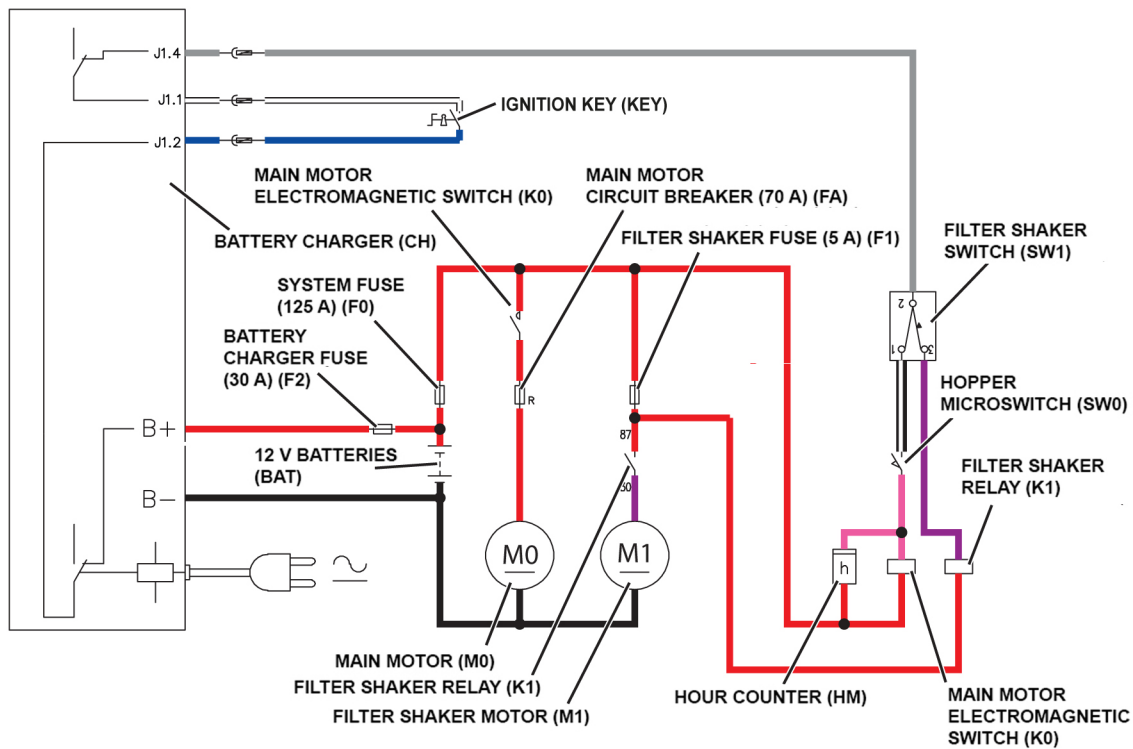 J1.4
J1.1
IGNITION KEY (KEY)
J1.2
MAIN MOTOR
ELECTROMAGNETIC SWITCH (K0)
MAIN MOTOR
CIRCUIT BREAKER (70 A) (FA)
BATTERY CHARGER (CH)
FILTER SHAKER FUSE (5 A) (F1)
FILTER SHAKER
SWITCH (SW1)
SYSTEM FUSE
(125 A) (F0)
2
1
3
BATTERY
CHARGER FUSE
(30 A) (F2)
R
HOPPER
MICROSWITCH (SW0)
B+
87
12 V BATTERIES
(BAT)
FILTER SHAKER
RELAY (K1)
30
B-
M0
M1
h
MAIN MOTOR (M0)
FILTER SHAKER RELAY (K1)
FILTER SHAKER MOTOR (M1)
HOUR COUNTER (HM)
MAIN MOTOR
ELECTROMAGNETIC
SWITCH (K0)